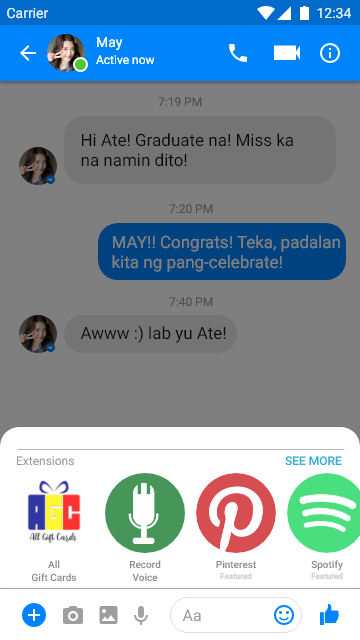 Carrier 12:34
May
Active now
7:19 PM
Hi Ate! Graduate na! Miss ka
na namin dito!
7:20 PM
MAY!! Congrats! Teka, padalan
kita ng pang-celebrate!
7:40 PM
Awww :) lab yu Ate!
Extensions SEE MORE
AGC
All Gift Cards
All
Gift Cards
Record
Voice
Pinterest
Featured
Spotify
Featured
Aa